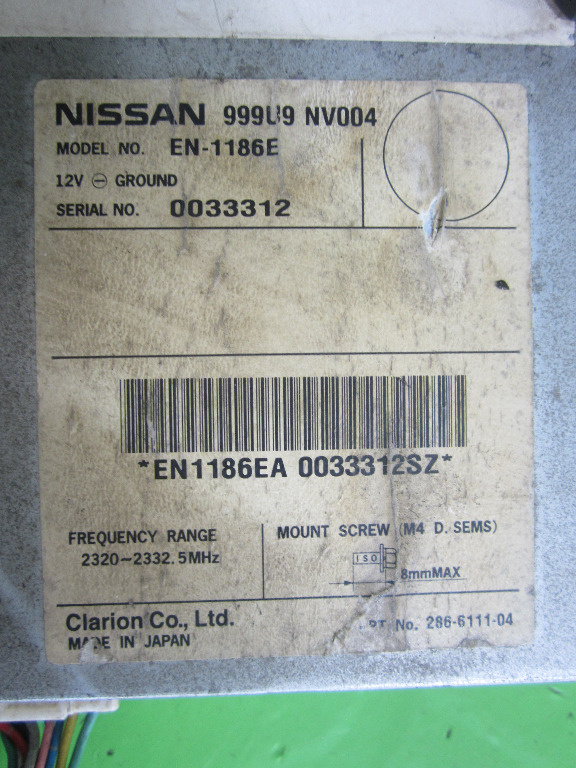 NISSAN 999U9 NV004
MODEL NO. EN-1186E
12V ⊖ GROUND
SERIAL NO. 0033312
*EN1186EA 0033312SZ*
FREQUENCY RANGE
2320-2332.5MHz
MOUNT SCREW (M4 D. SEMS)
ISO
8mmMAX
Clarion Co., Ltd.
MADE IN JAPAN
No. 286-6111-04